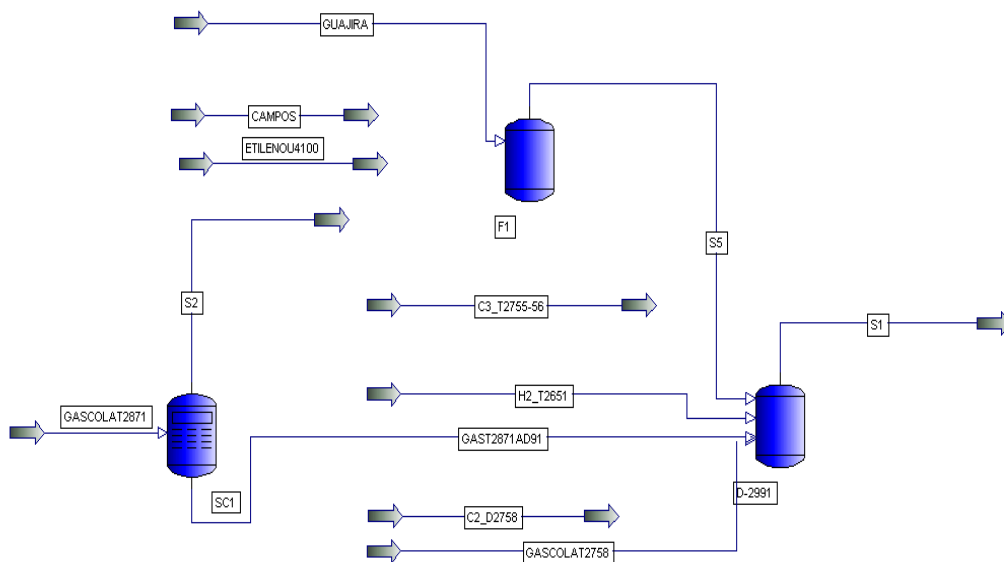 GUAJIRA
CAMPOS
ETILENOU4100
F1
S5
S2
C3_T2755-56
S1
H2_T2651
GASCOLAT2871
GAST2871AD91
SC1
D-2991
C2_D2758
GASCOLAT2758